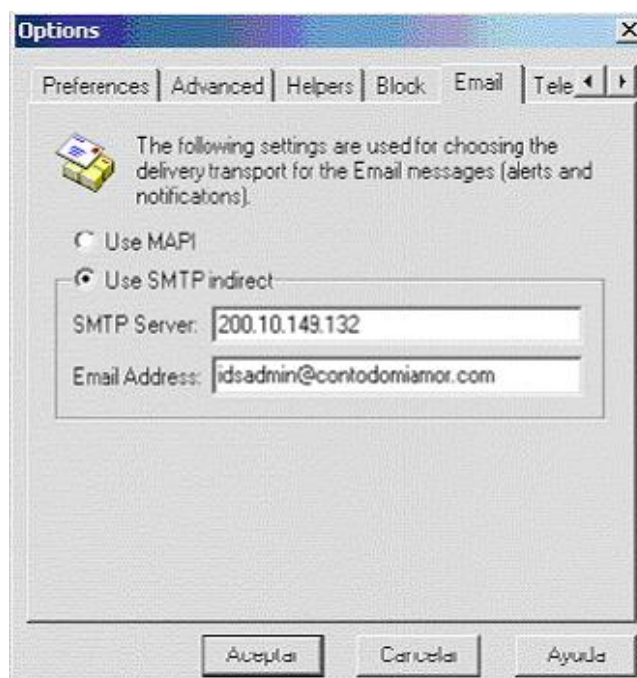 Options
Preferences Advanced Helpers Block Email Tele
The following settings are used for choosing the
delivery transport for the Email messages (alerts and
notifications).
Use MAPI
Use SMTP indirect
SMTP Server: 200.10.149.132
Email Address: idsadmin@contodomiamor.com
Aceptar Cancelar Ayuda